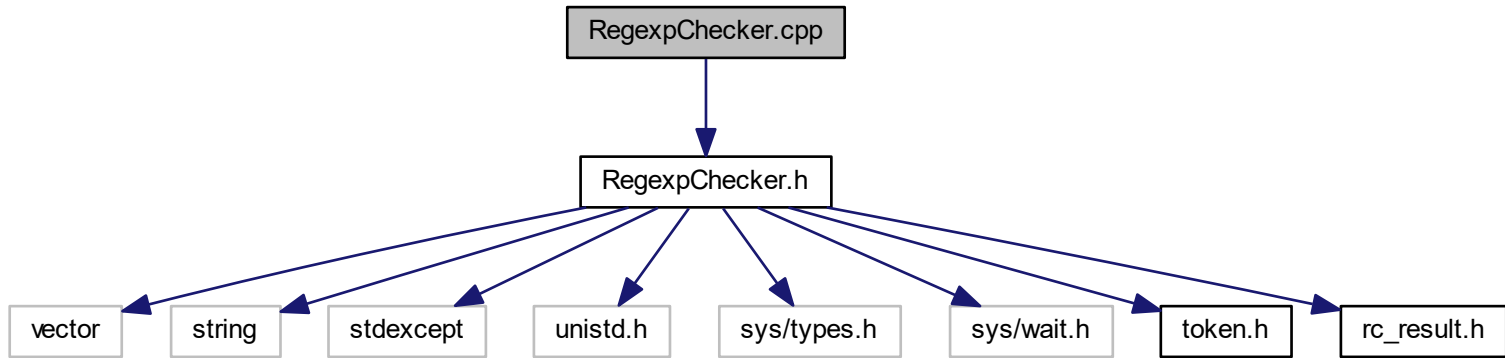 RegexpChecker.cpp
RegexpChecker.h
vector
string
stdexcept
unistd.h
sys/types.h
sys/wait.h
token.h
rc_result.h